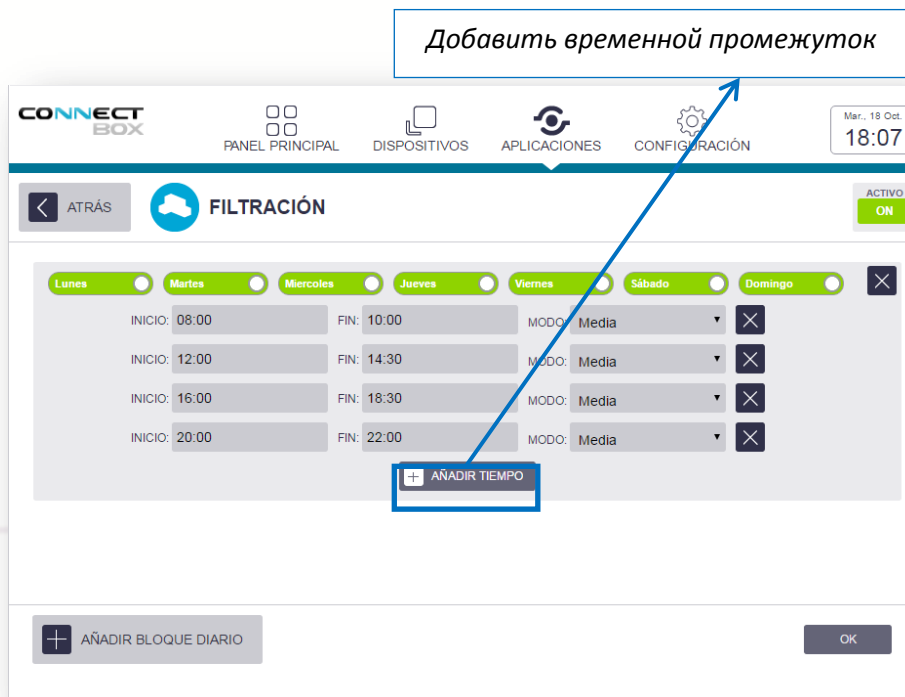 Добавить временной промежуток
CONNECT
BOX
PANEL PRINCIPAL
DISPOSITIVOS
APLICACIONES
CONFIGURACIÓN
Mar., 18 Oct.
18:07
ATRÁS
FILTRACIÓN
ACTIVO
ON
Lunes Martes Miercoles Jueves Viernes Sábado Domingo
INICIO: 08:00 FIN: 10:00 MODO: Media
INICIO: 12:00 FIN: 14:30 MODO: Media
INICIO: 16:00 FIN: 18:30 MODO: Media
INICIO: 20:00 FIN: 22:00 MODO: Media
AÑADIR TIEMPO
AÑADIR BLOQUE DIARIO
OK